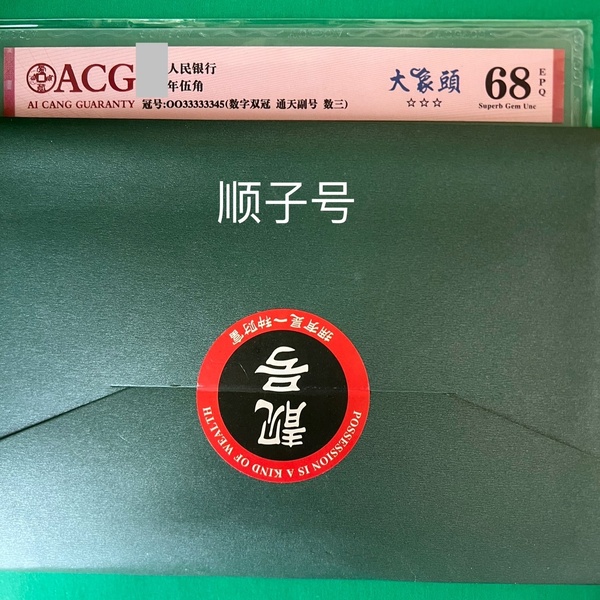 ACG 人民银行
年伍角
AI CANG GUARANTY 冠号:OO33333345(数字双冠 通天副号 数三)
大象頭
☆☆☆
68 EPQ
Superb Gem Unc
顺子号
拥有是一种财富
靓号
POSSESSION IS A KIND OF WEALTH